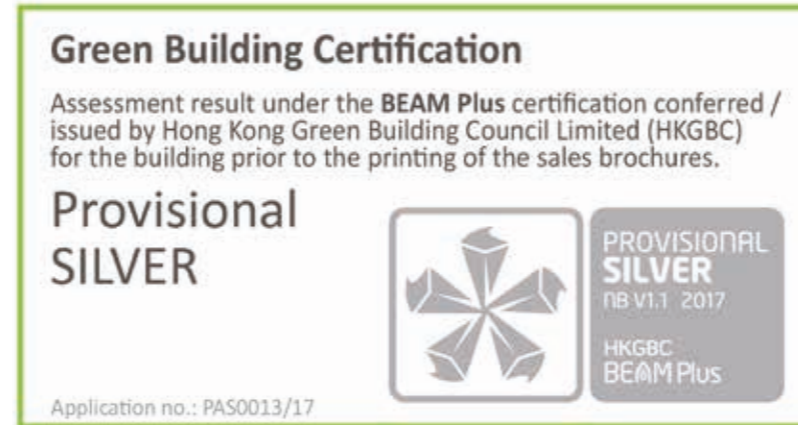 Green Building Certification
Assessment result under the BEAM Plus certification conferred /
issued by Hong Kong Green Building Council Limited (HKGBC)
for the building prior to the printing of the sales brochures.
Provisional
SILVER
PROVISIONAL
SILVER
NB V1.1 2017
HKGBC
BEAM Plus
Application no.: PAS0013/17